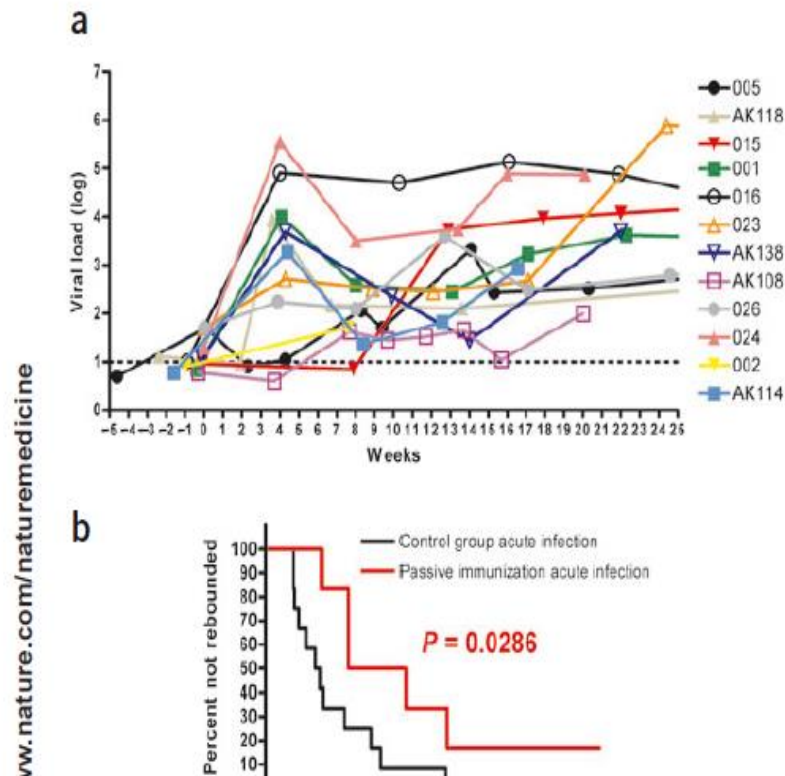 a
7
6
5
4
3
2
1
0
Viral load (log)
-5 -4 -3 -2 -1 0 1 2 3 4 5 6 7 8 9 10 11 12 13 14 15 16 17 18 19 20 21 22 23 24 25
Weeks
005
AK118
015
001
016
023
AK138
AK108
026
024
002
AK114
ww.nature.com/naturemedicine
b
Control group acute infection
Passive immunization acute infection
P = 0.0286
Percent not rebounded
100
90
80
70
60
50
40
30
20
10